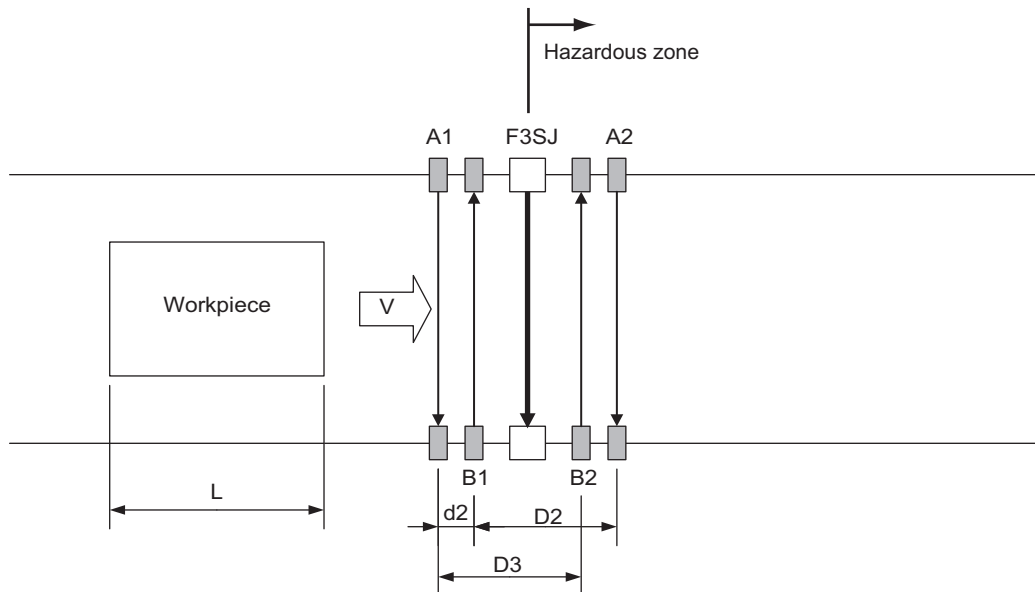 Hazardous zone
A1
F3SJ
A2
Workpiece
V
B1
B2
L
d2
D2
D3